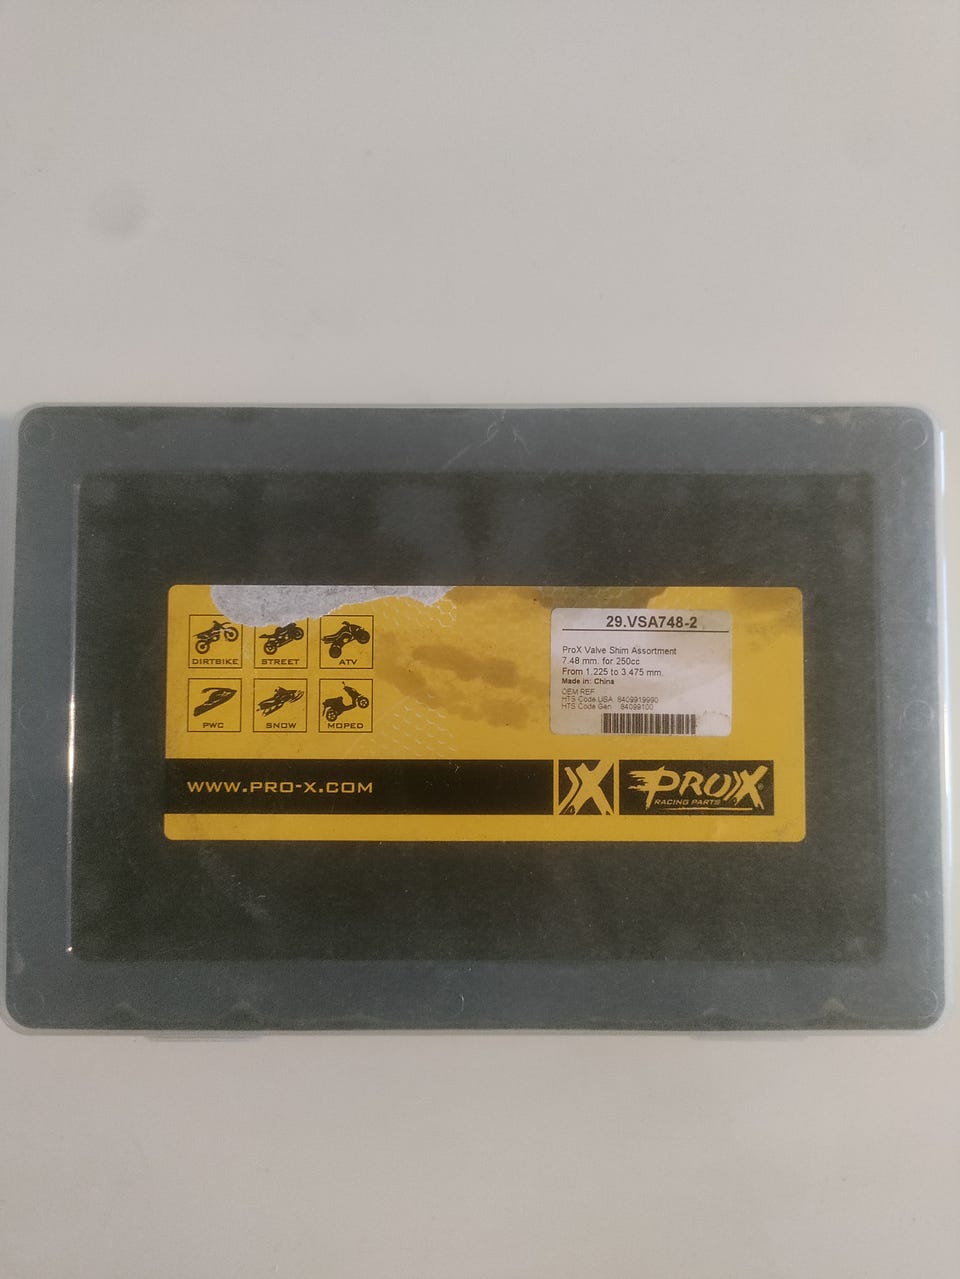 DIRTBIKE
STREET
ATV
PWC
SNOW
MOPED
29.VSA748-2
ProX Valve Shim Assortment
7.48 mm. for 250cc
From 1.225 to 3.475 mm.
Made in: China
OEM REF
HTS Code USA 8409919990
HTS Code Gen 84099100
WWW.PRO-X.COM
PROX®
RACING PARTS